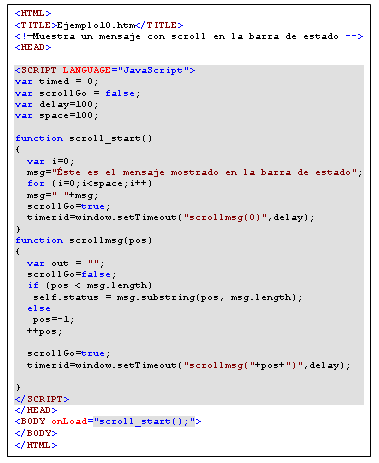 <HTML>
<TITLE>Ejemplo10.htm</TITLE>
<!—Muestra un mensaje con scroll en la barra de estado -->
<HEAD>
<SCRIPT LANGUAGE="JavaScript">
var timed = 0;
var scrollGo = false;
var delay=100;
var space=100;
function scroll_start()
{
var i=0;
msg="Éste es el mensaje mostrado en la barra de estado";
for (i=0;i<space;i++)
msg=" "+msg;
scrollGo=true;
timerid=window.setTimeout("scrollmsg(0)",delay);
}
function scrollmsg(pos)
{
var out = "";
scrollGo=false;
if (pos < msg.length)
self.status = msg.substring(pos, msg.length);
else
pos=-1;
++pos;
scrollGo=true;
timerid=window.setTimeout("scrollmsg("+pos+")",delay);
}
</SCRIPT>
</HEAD>
<BODY onLoad="scroll_start();">
</BODY>
</HTML>